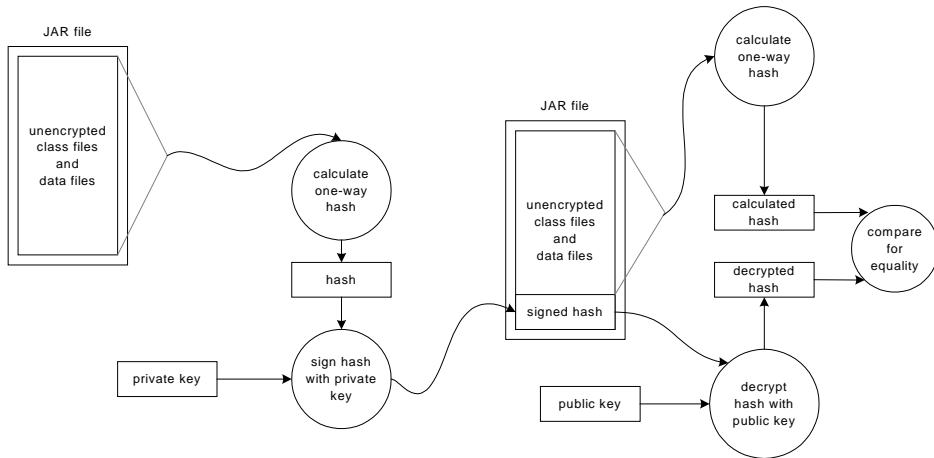 JAR file
unencrypted
class files
and
data files
calculate
one-way
hash
hash
private key
sign hash
with private
key
JAR file
unencrypted
class files
and
data files
signed hash
calculate
one-way
hash
calculated
hash
decrypted
hash
compare
for
equality
public key
decrypt
hash with
public key